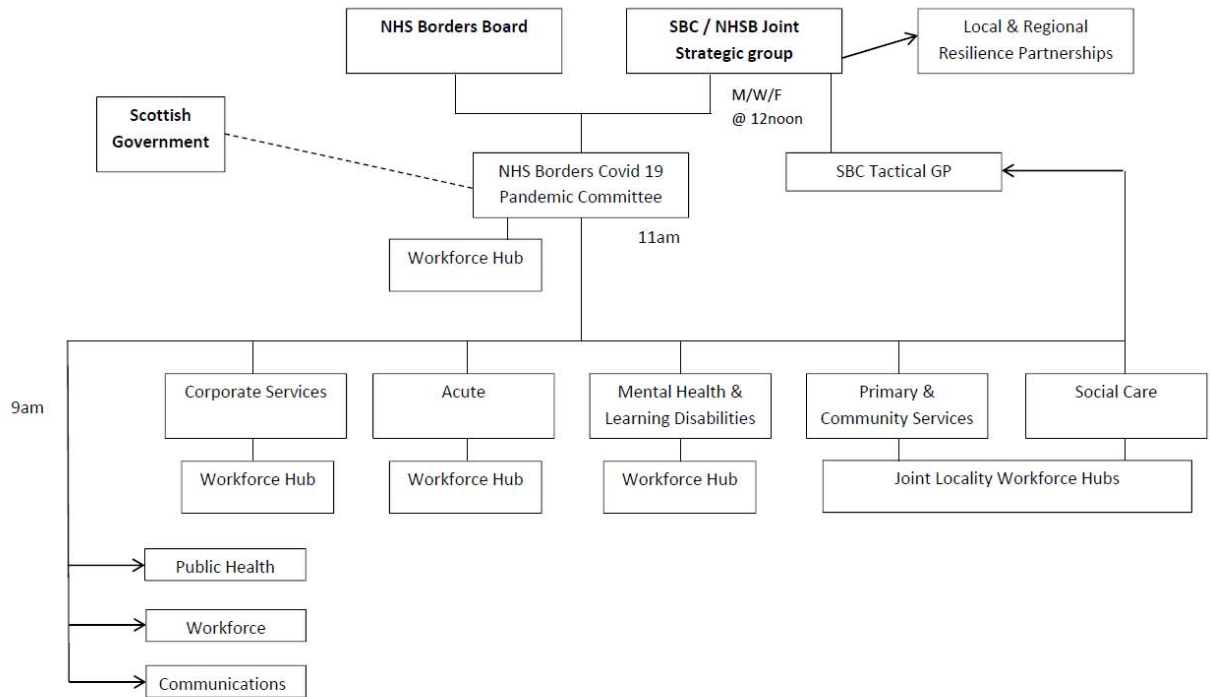 NHS Borders Board
SBC / NHSB Joint
Strategic group
Local & Regional
Resilience Partnerships
M/W/F
@ 12noon
Scottish
Government
NHS Borders Covid 19
Pandemic Committee
SBC Tactical GP
11am
Workforce Hub
9am
Corporate Services
Acute
Mental Health &
Learning Disabilities
Primary &
Community Services
Social Care
Workforce Hub
Workforce Hub
Workforce Hub
Joint Locality Workforce Hubs
Public Health
Workforce
Communications